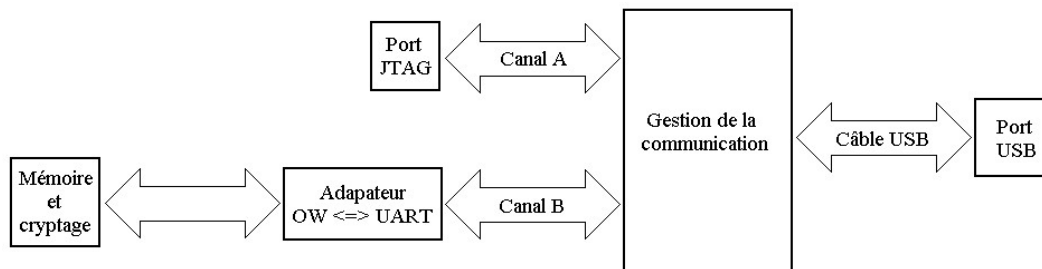 Port
JTAG
Canal A
Gestion de la
communication
Câble USB
Port
USB
Mémoire
et
cryptage
Adapateur
OW <=> UART
Canal B